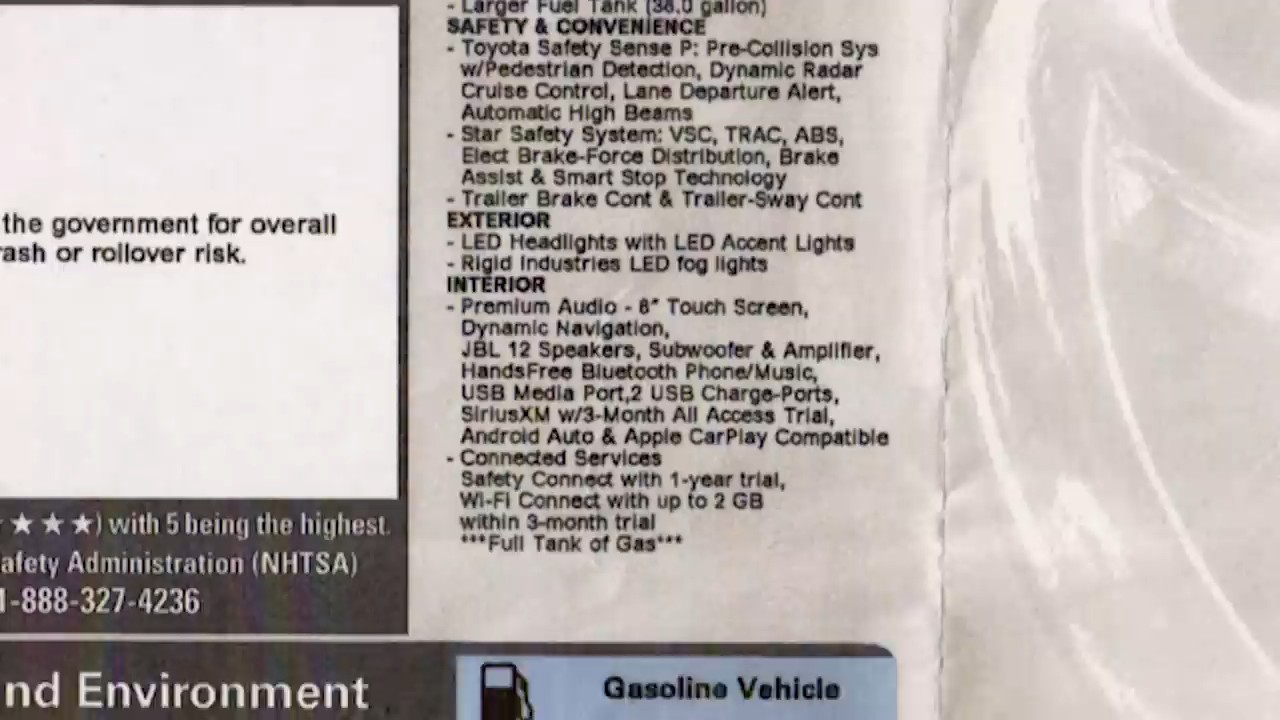 - Larger Fuel Tank (38.0 gallon)
SAFETY & CONVENIENCE
- Toyota Safety Sense P: Pre-Collision Sys
w/Pedestrian Detection, Dynamic Radar
Cruise Control, Lane Departure Alert,
Automatic High Beams
- Star Safety System: VSC, TRAC, ABS,
Elect Brake-Force Distribution, Brake
Assist & Smart Stop Technology
- Trailer Brake Cont & Trailer-Sway Cont
EXTERIOR
- LED Headlights with LED Accent Lights
- Rigid Industries LED fog lights
INTERIOR
- Premium Audio - 8" Touch Screen,
Dynamic Navigation,
JBL 12 Speakers, Subwoofer & Amplifier,
HandsFree Bluetooth Phone/Music,
USB Media Port,2 USB Charge-Ports,
SiriusXM w/3-Month All Access Trial,
Android Auto & Apple CarPlay Compatible
- Connected Services
Safety Connect with 1-year trial,
Wi-Fi Connect with up to 2 GB
within 3-month trial
***Full Tank of Gas***
the government for overall
rash or rollover risk.
★ ★ ★) with 5 being the highest.
afety Administration (NHTSA)
1-888-327-4236
nd Environment
Gasoline Vehicle